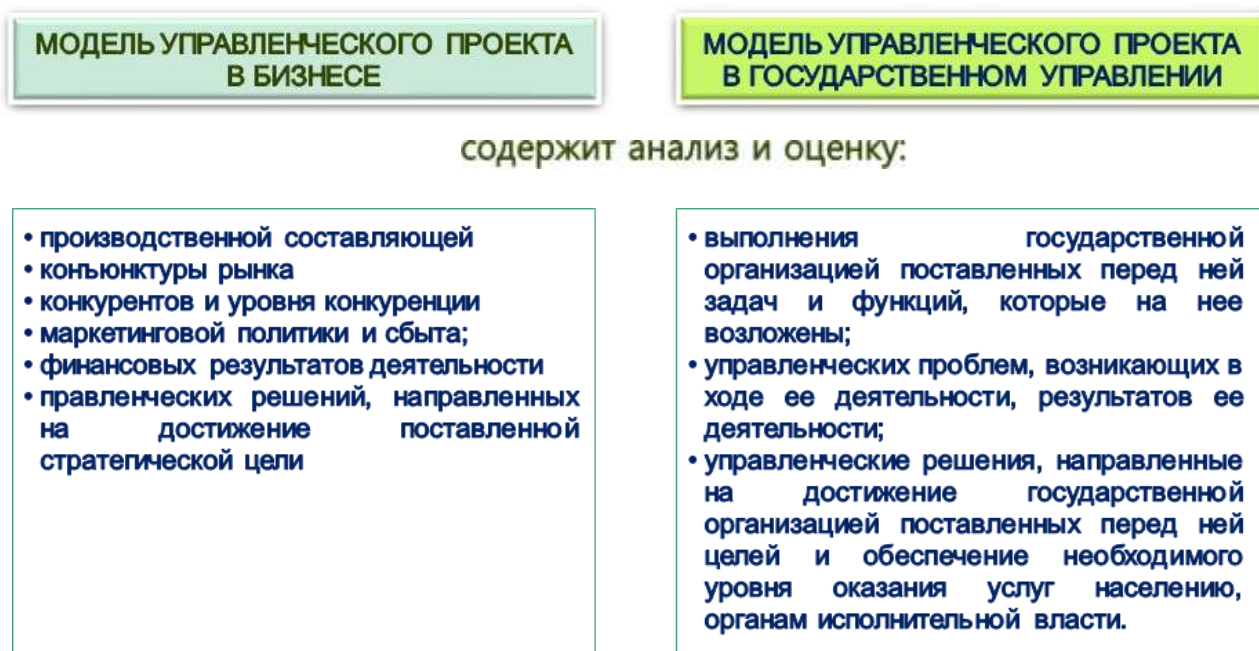 МОДЕЛЬ УПРАВЛЕНЧЕСКОГО ПРОЕКТА
В БИЗНЕСЕ
МОДЕЛЬ УПРАВЛЕНЧЕСКОГО ПРОЕКТА
В ГОСУДАРСТВЕННОМ УПРАВЛЕНИИ
содержит анализ и оценку:
• производственной составляющей
• конъюнктуры рынка
• конкурентов и уровня конкуренции
• маркетинговой политики и сбыта;
• финансовых результатов деятельности
• правленческих решений, направленных
на достижение поставленной
стратегической цели
• выполнения государственной
организацией поставленных перед ней
задач и функций, которые на нее
возложены;
• управленческих проблем, возникающих в
ходе ее деятельности, результатов ее
деятельности;
• управленческие решения, направленные
на достижение государственной
организацией поставленных перед ней
целей и обеспечение необходимого
уровня оказания услуг населению,
органам исполнительной власти.